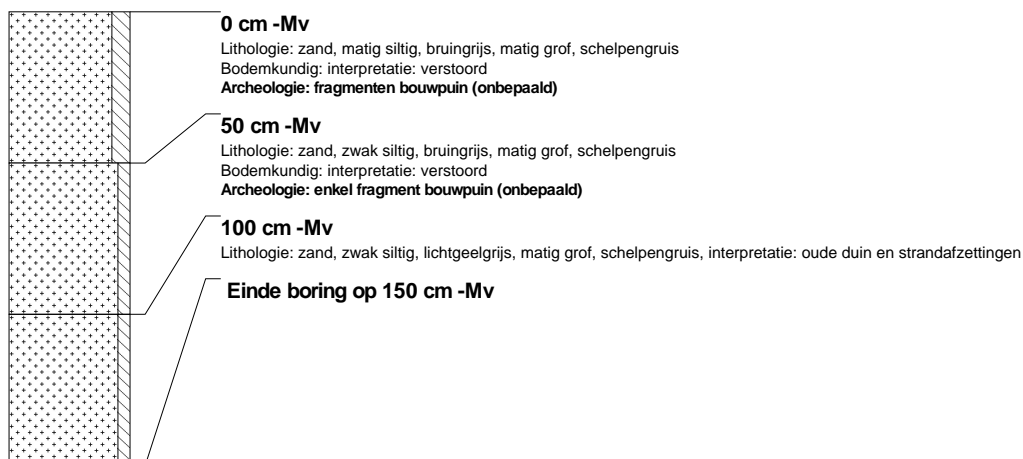 0 cm -Mv
Lithologie: zand, matig siltig, bruingrijs, matig grof, schelpengruis
Bodemkundig: interpretatie: verstoord
Archeologie: fragmenten bouwpuin (onbepaald)
50 cm -Mv
Lithologie: zand, zwak siltig, bruingrijs, matig grof, schelpengruis
Bodemkundig: interpretatie: verstoord
Archeologie: enkel fragment bouwpuin (onbepaald)
100 cm -Mv
Lithologie: zand, zwak siltig, lichtgeelgrijs, matig grof, schelpengruis, interpretatie: oude duin en strandafzettingen
Einde boring op 150 cm -Mv